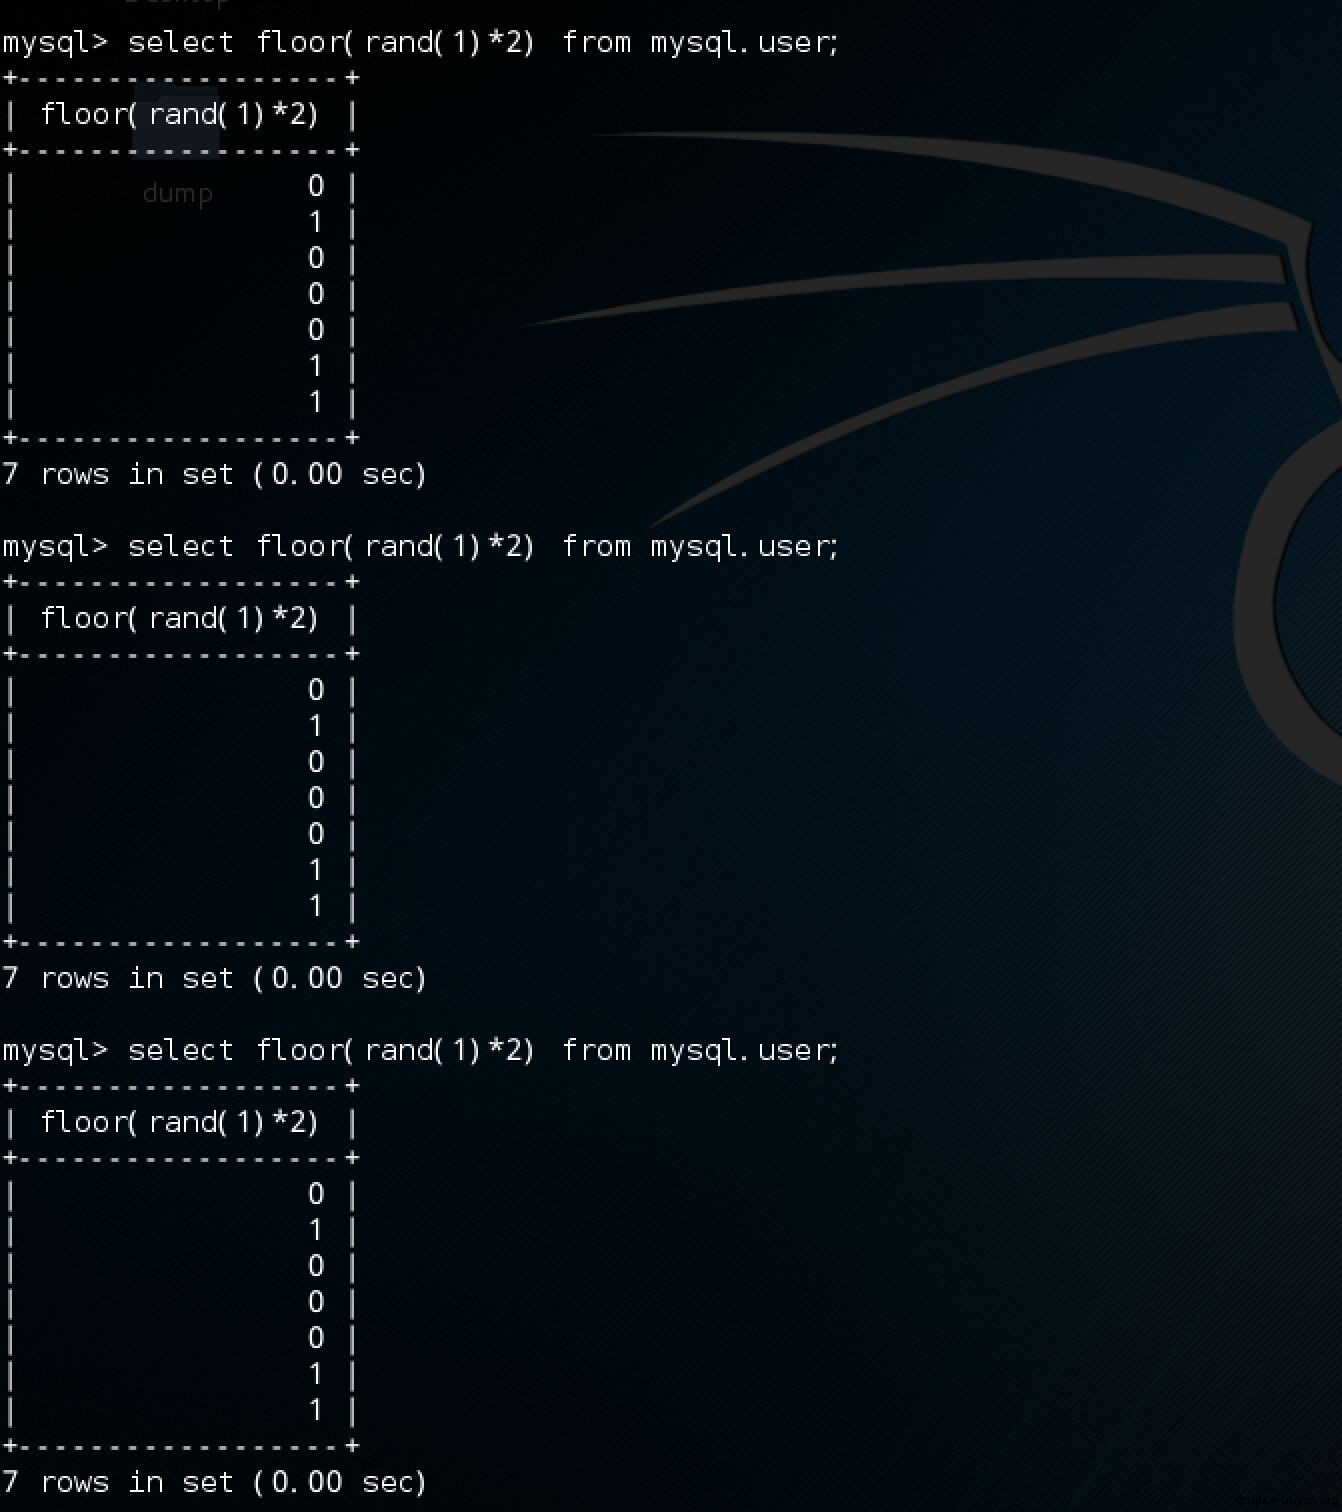 Desktop
mysql> select floor(rand(1)*2) from mysql.user;
+------------------+
| floor(rand(1)*2) |
+------------------+
| 0 |
dump
| 1 |
| 0 |
| 0 |
| 0 |
| 1 |
| 1 |
+------------------+
7 rows in set (0.00 sec)
mysql> select floor(rand(1)*2) from mysql.user;
+------------------+
| floor(rand(1)*2) |
+------------------+
| 0 |
| 1 |
| 0 |
| 0 |
| 0 |
| 1 |
| 1 |
+------------------+
7 rows in set (0.00 sec)
mysql> select floor(rand(1)*2) from mysql.user;
+------------------+
| floor(rand(1)*2) |
+------------------+
| 0 |
| 1 |
| 0 |
| 0 |
| 0 |
| 1 |
| 1 |
+------------------+
7 rows in set (0.00 sec)